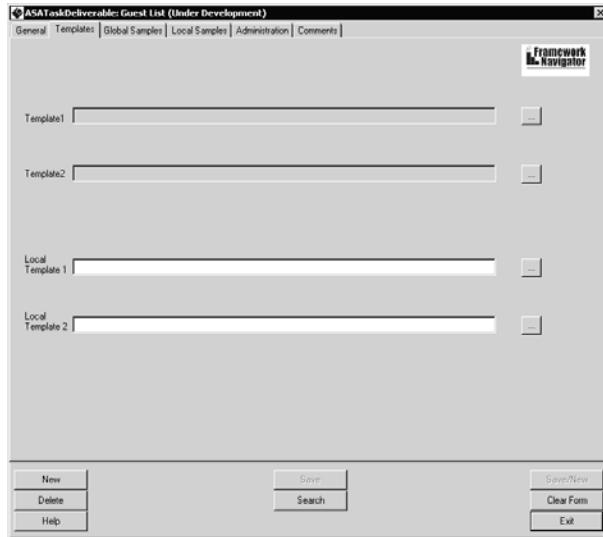 ASATaskDeliverable: Guest List (Under Development)
General Templates Global Samples Local Samples Administration Comments
Framework
Navigator
Template1 ...
Template2 ...
Local
Template 1 ...
Local
Template 2 ...
New Save Save/New
Delete Search Clear Form
Help Exit